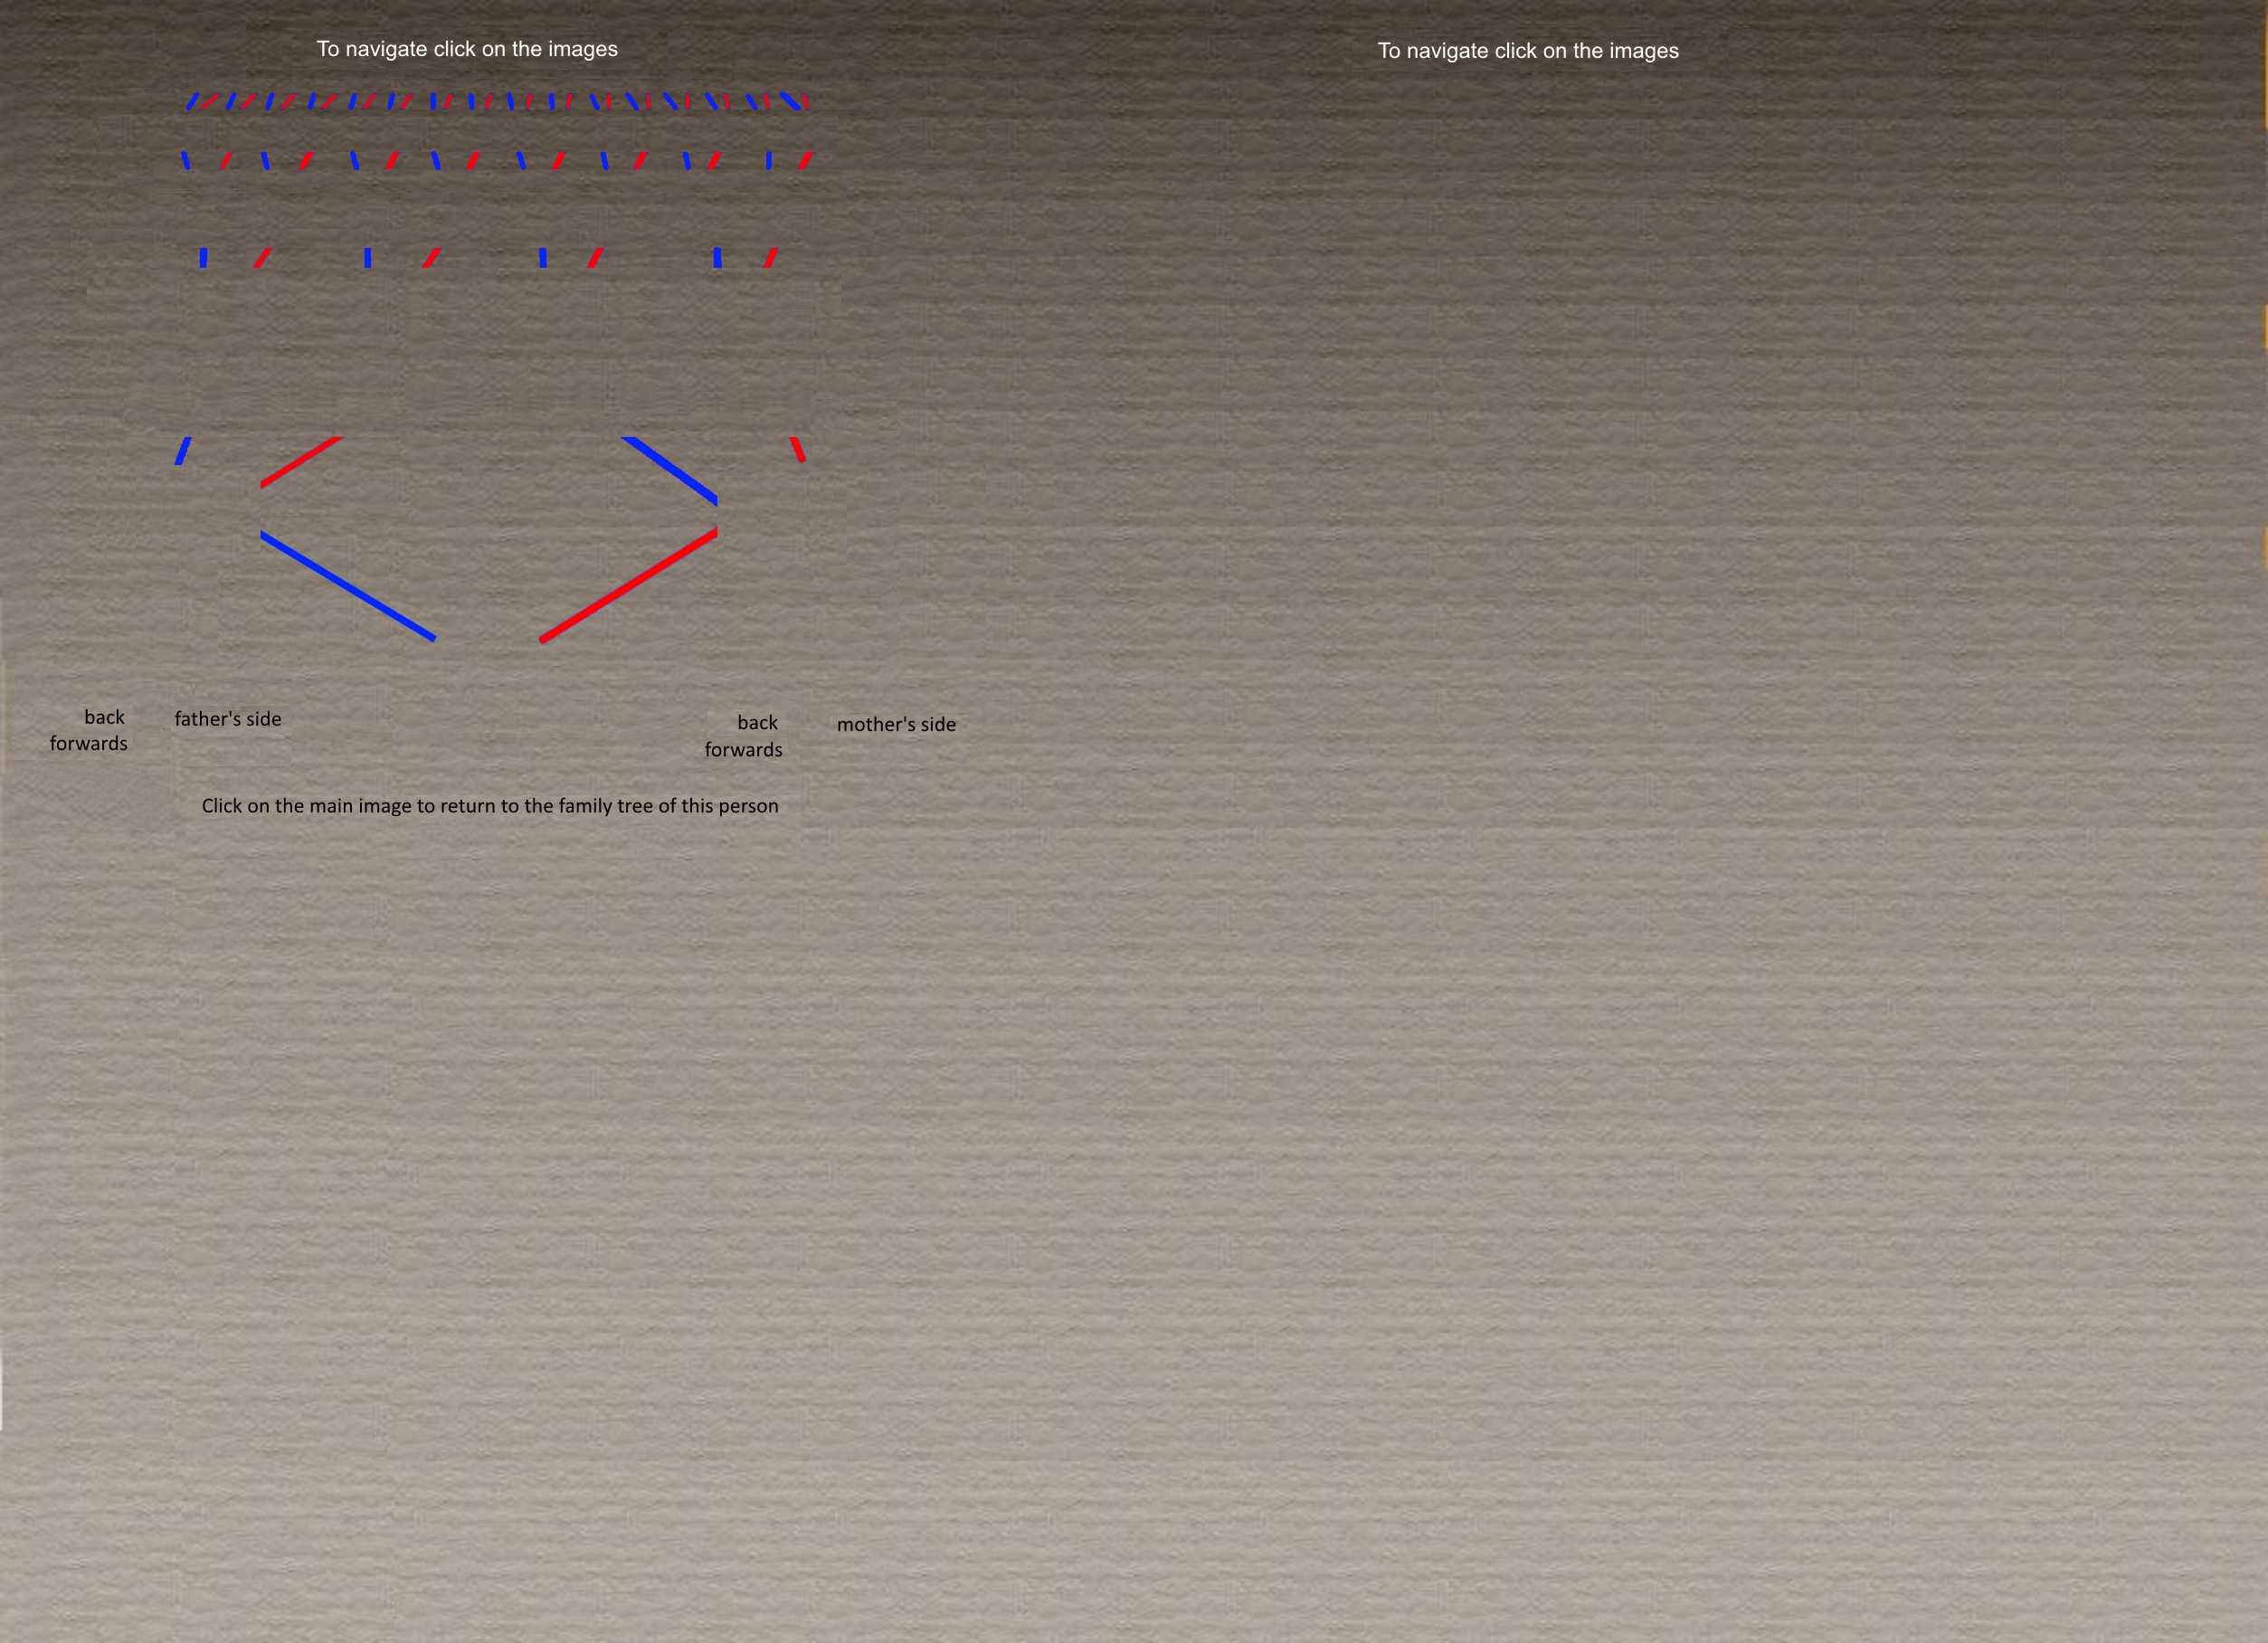 To navigate click on the images
To navigate click on the images
back
father's side
forwards
back
mother's side
forwards
Click on the main image to return to the family tree of this person